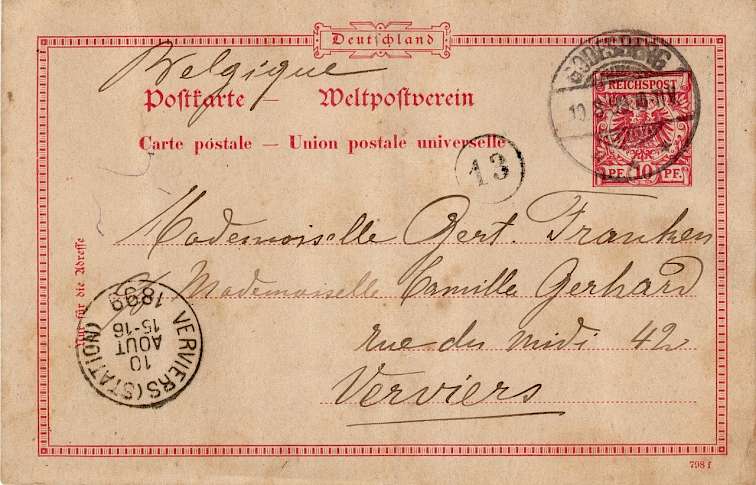 Deutschland
Belgique
Postkarte — Weltpostverein
Carte postale — Union postale universelle
REICHSPOST
PF. 10 PF.
GODESBERG
13
Mademoiselle Gert. Franken
Mademoiselle Camille Gerhard
rue du midi 42
Verviers
Nur für die Adresse
VERVIERS (STATION)
10
AOUT
15-16
1899
798 f